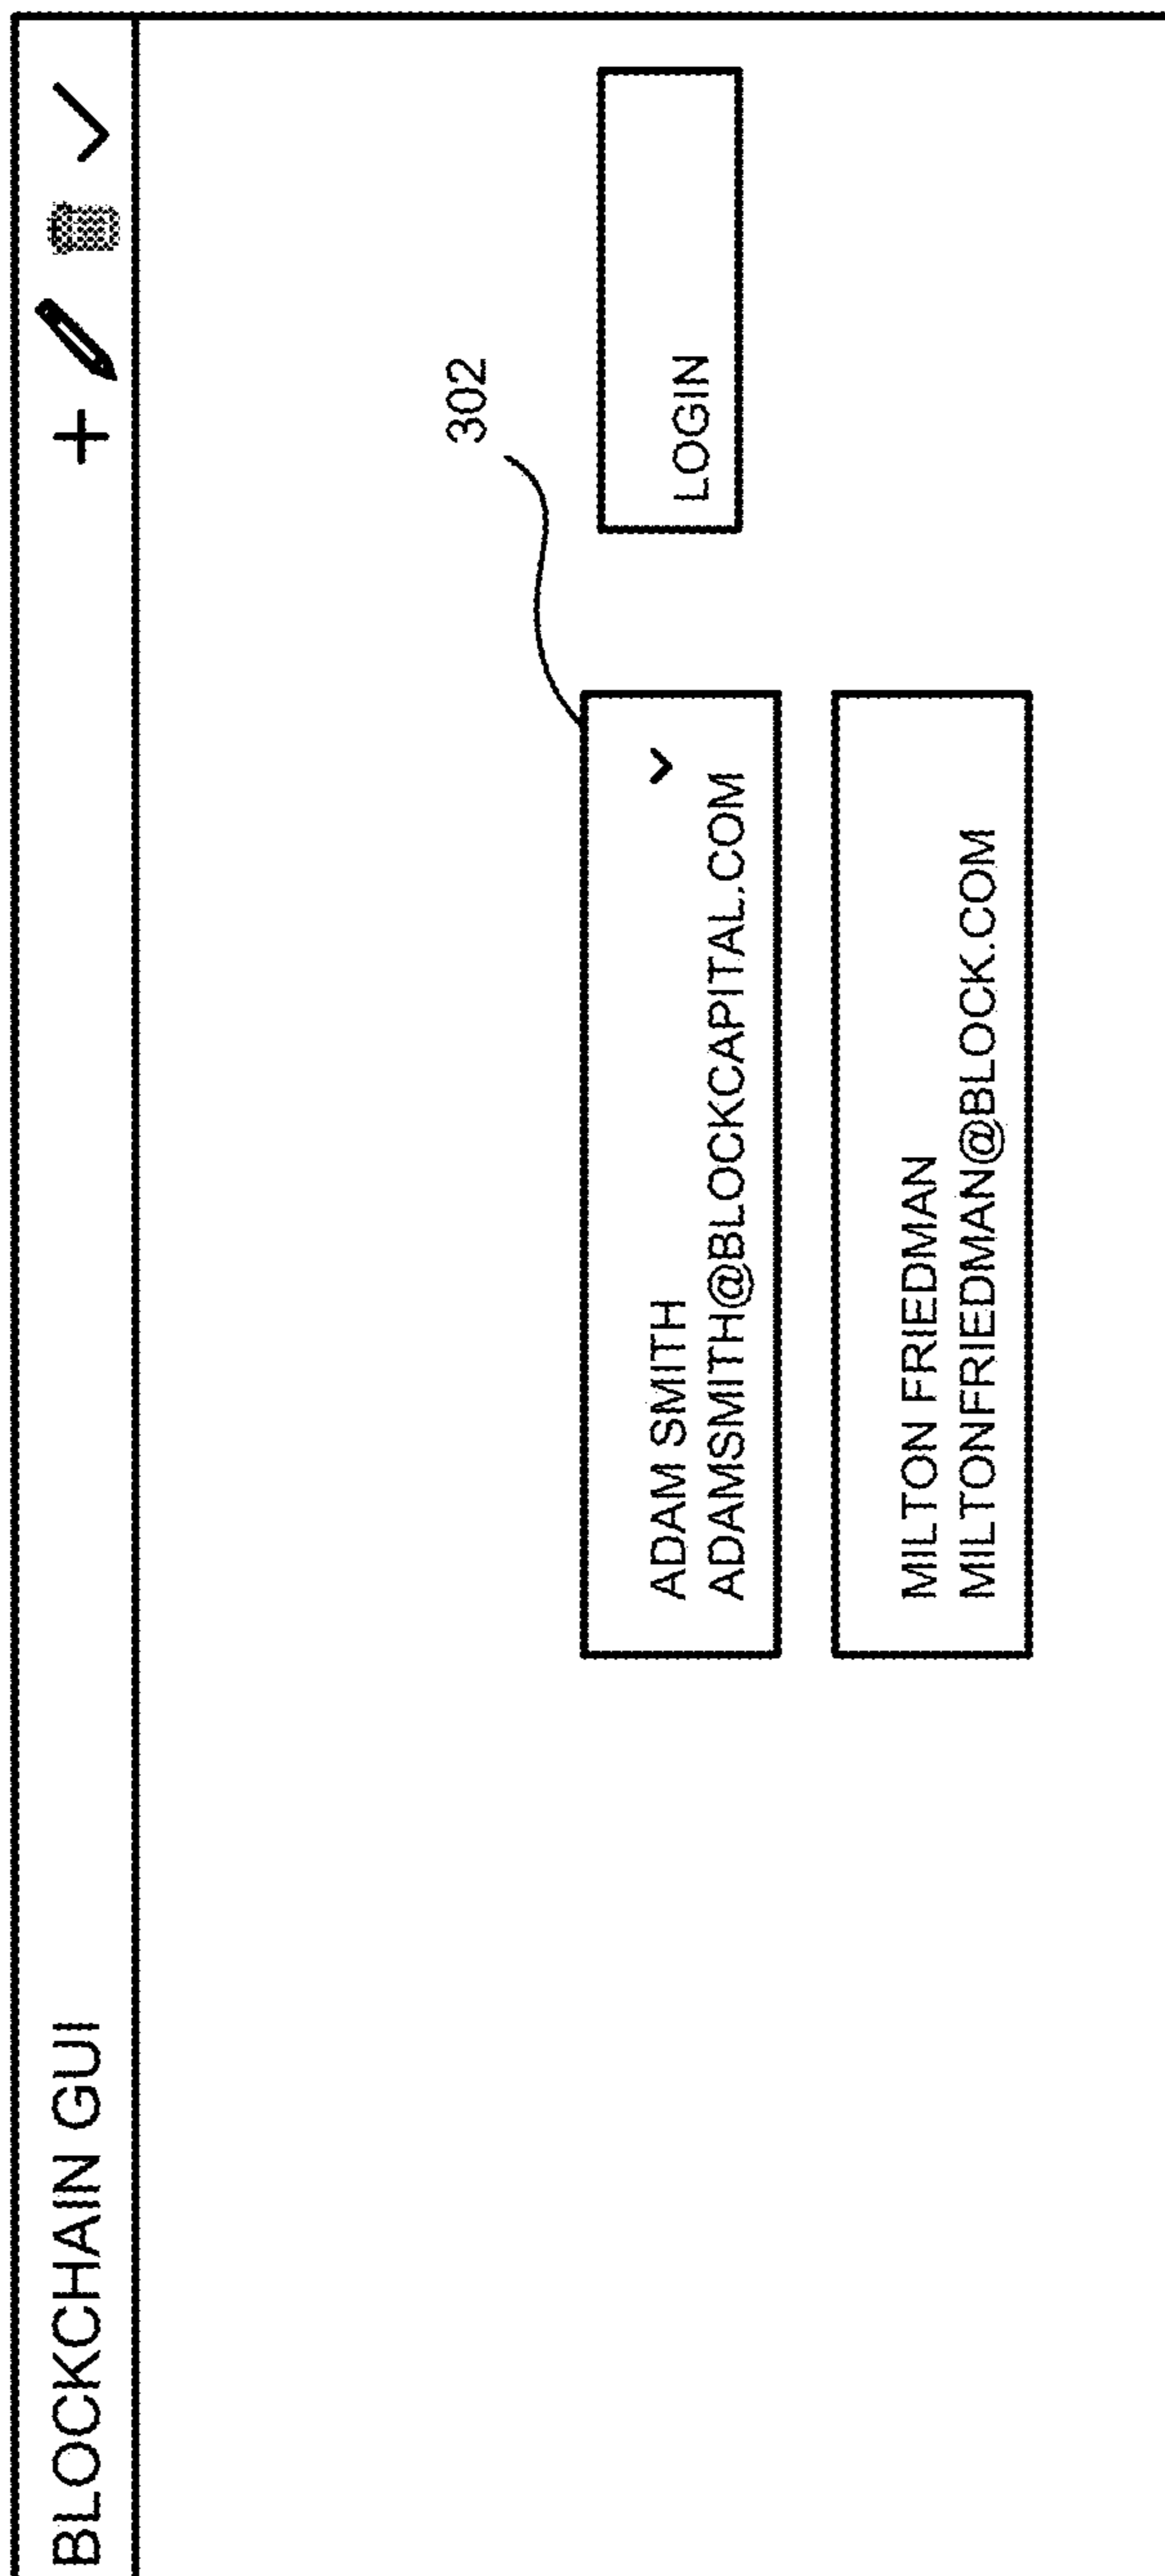 BLOCKCHAIN GUI
302
ADAM SMITH
ADAMSMITH@BLOCKCAPITAL.COM
LOGIN
MILTON FRIEDMAN
MILTONFRIEDMAN@BLOCK.COM